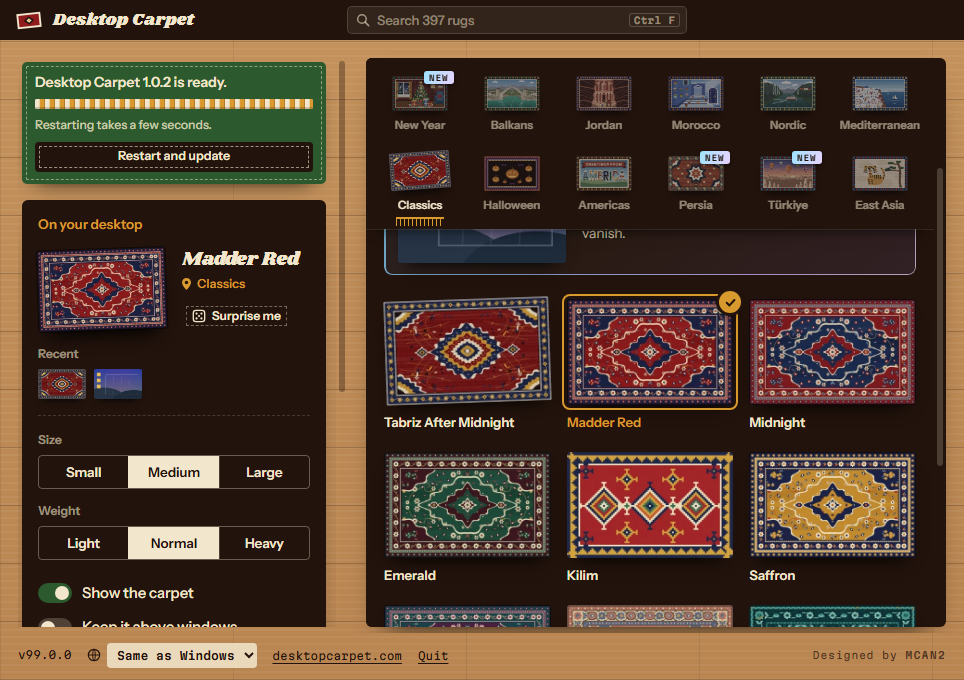 Desktop Carpet
Search 397 rugs
Ctrl F
Desktop Carpet 1.0.2 is ready.
Restarting takes a few seconds.
Restart and update
On your desktop
Madder Red
Classics
Surprise me
Recent
Size
Small Medium Large
Weight
Light Normal Heavy
Show the carpet
Keep it above windows
NEW
New Year Balkans Jordan Morocco Nordic Mediterranean
NEW NEW
Classics Halloween Americas Persia Türkiye East Asia
vanish.
Tabriz After Midnight Madder Red Midnight
Emerald Kilim Saffron
v99.0.0 Same as Windows desktopcarpet.com Quit
Designed by MCAN2